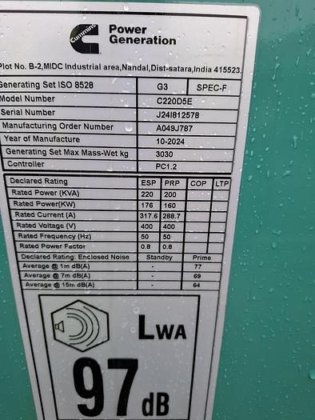 Cummins
Power
Generation
Plot No. B-2, MIDC Industrial area, Nandal, Dist-satara, India 415523.
Generating Set ISO 8528 G3 SPEC-F
Model Number C220D5E
Serial Number J24I812578
Manufacturing Order Number A049J787
Year of Manufacture 10-2024
Generating Set Max Mass-Wet kg 3030
Controller PC1.2
Declared Rating ESP PRP COP LTP
Rated Power (KVA) 220 200
Rated Power(KW) 176 160
Rated Current (A) 317.6 288.7
Rated Voltage (V) 400 400
Rated Frequency (Hz) 50 50
Rated Power Factor 0.8 0.8
Declared Rating: Enclosed Noise Standby Prime
Average @ 1m dB(A) - 77
Average @ 7m dB(A) - 69
Average @ 15m dB(A) - 64
LWA
97 dB